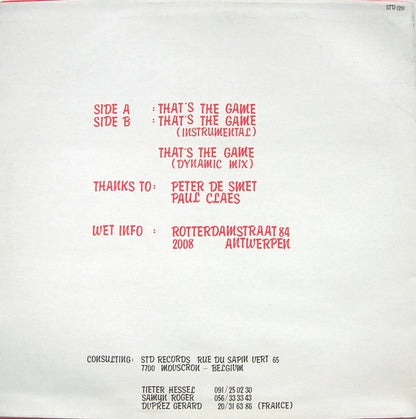 STD 1201
SIDE A : THAT'S THE GAME
SIDE B : THAT'S THE GAME
(INSTRUMENTAL)
THAT'S THE GAME
(DYNAMIC MIX)
THANKS TO: PETER DE SMET
PAUL CLAES
WET INFO : ROTTERDAMSTRAAT 84
2008 ANTWERPEN
CONSULTING: STD RECORDS RUE DU SAPIN VERT 65
7700 MOUSCRON - BELGIUM
TIETER HESSEL 091/25 02 30
SAMUN ROGER 056/33 33 43
DUPREZ GERARD 20/31 63 86 (FRANCE)